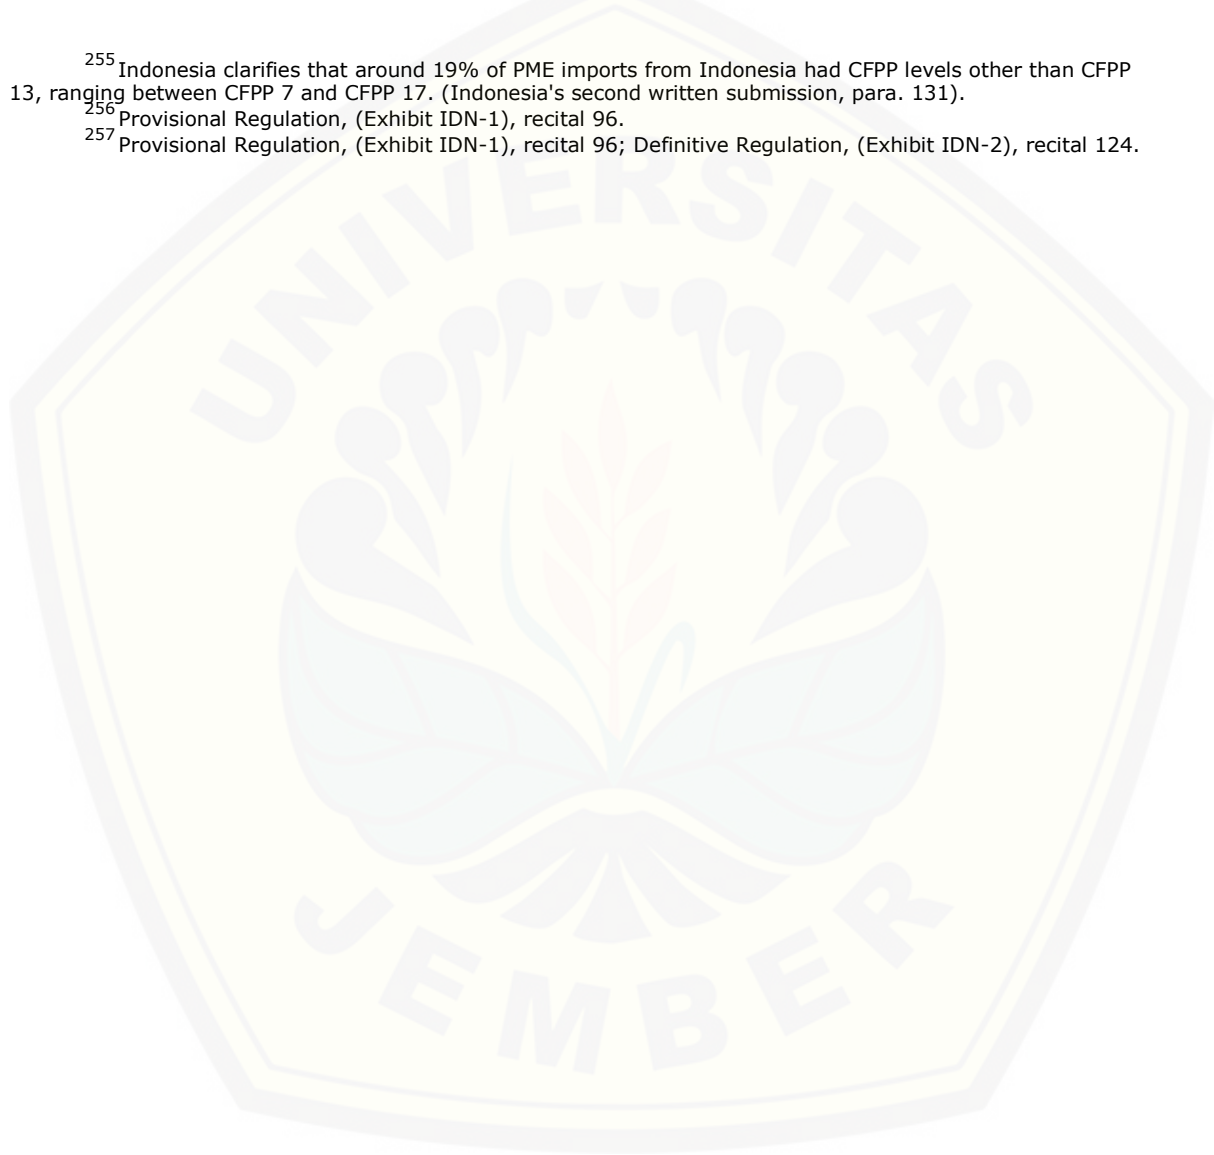 255 Indonesia clarifies that around 19% of PME imports from Indonesia had CFPP levels other than CFPP
13, ranging between CFPP 7 and CFPP 17. (Indonesia's second written submission, para. 131).
256 Provisional Regulation, (Exhibit IDN-1), recital 96.
257 Provisional Regulation, (Exhibit IDN-1), recital 96; Definitive Regulation, (Exhibit IDN-2), recital 124.
UNIVERSITAS
JEMBER